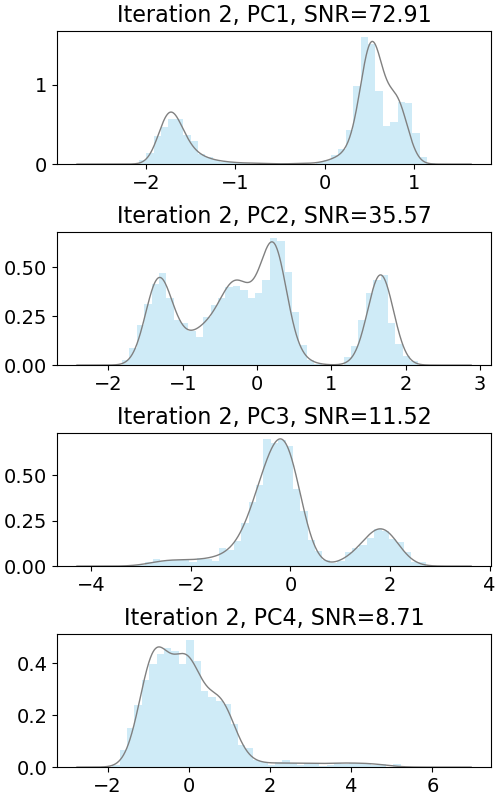 Iteration 2, PC1, SNR=72.91
1
0
−2 −1 0 1
Iteration 2, PC2, SNR=35.57
0.50
0.25
0.00
−2 −1 0 1 2 3
Iteration 2, PC3, SNR=11.52
0.50
0.25
0.00
−4 −2 0 2 4
Iteration 2, PC4, SNR=8.71
0.4
0.2
0.0
−2 0 2 4 6